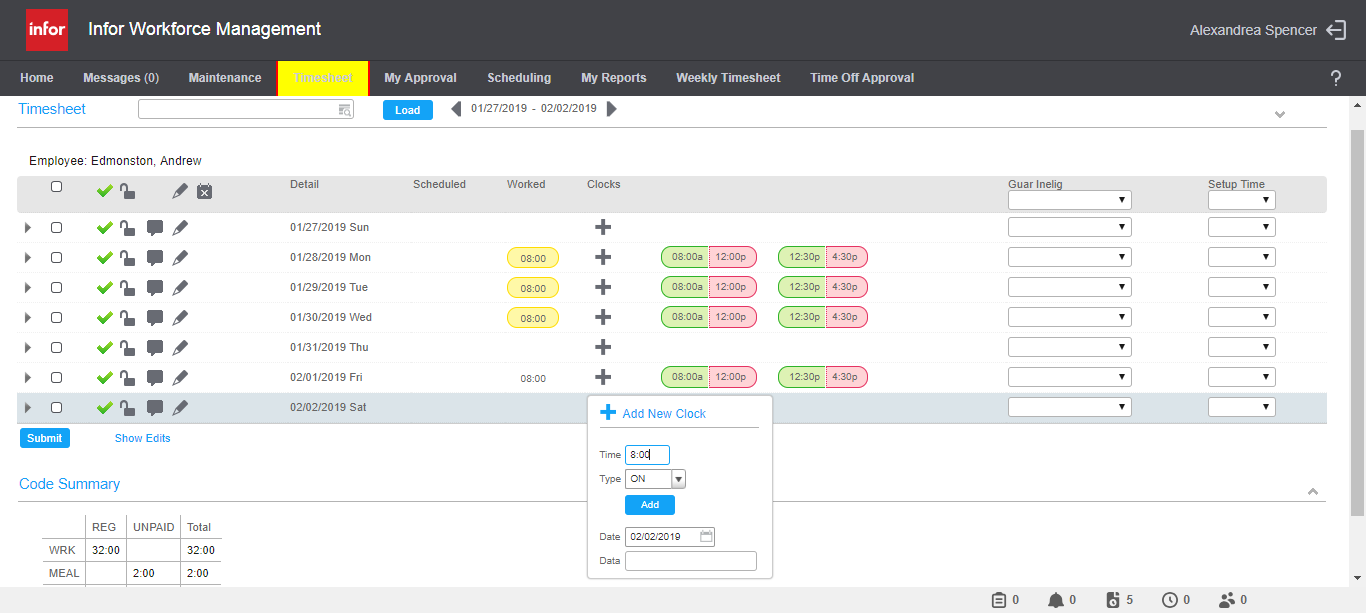 infor Infor Workforce Management Alexandrea Spencer
Home Messages (0) Maintenance Timesheet My Approval Scheduling My Reports Weekly Timesheet Time Off Approval ?
Timesheet Load 01/27/2019 - 02/02/2019
Employee: Edmonston, Andrew
Detail Scheduled Worked Clocks Guar Inelig Setup Time
01/27/2019 Sun
01/28/2019 Mon 08:00 08:00a 12:00p 12:30p 4:30p
01/29/2019 Tue 08:00 08:00a 12:00p 12:30p 4:30p
01/30/2019 Wed 08:00 08:00a 12:00p 12:30p 4:30p
01/31/2019 Thu
02/01/2019 Fri 08:00 08:00a 12:00p 12:30p 4:30p
02/02/2019 Sat
Add New Clock
Time 8:00
Type ON
Add
Date 02/02/2019
Data
Submit Show Edits
Code Summary
REG UNPAID Total
WRK 32:00 32:00
MEAL 2:00 2:00
0 0 5 0 0